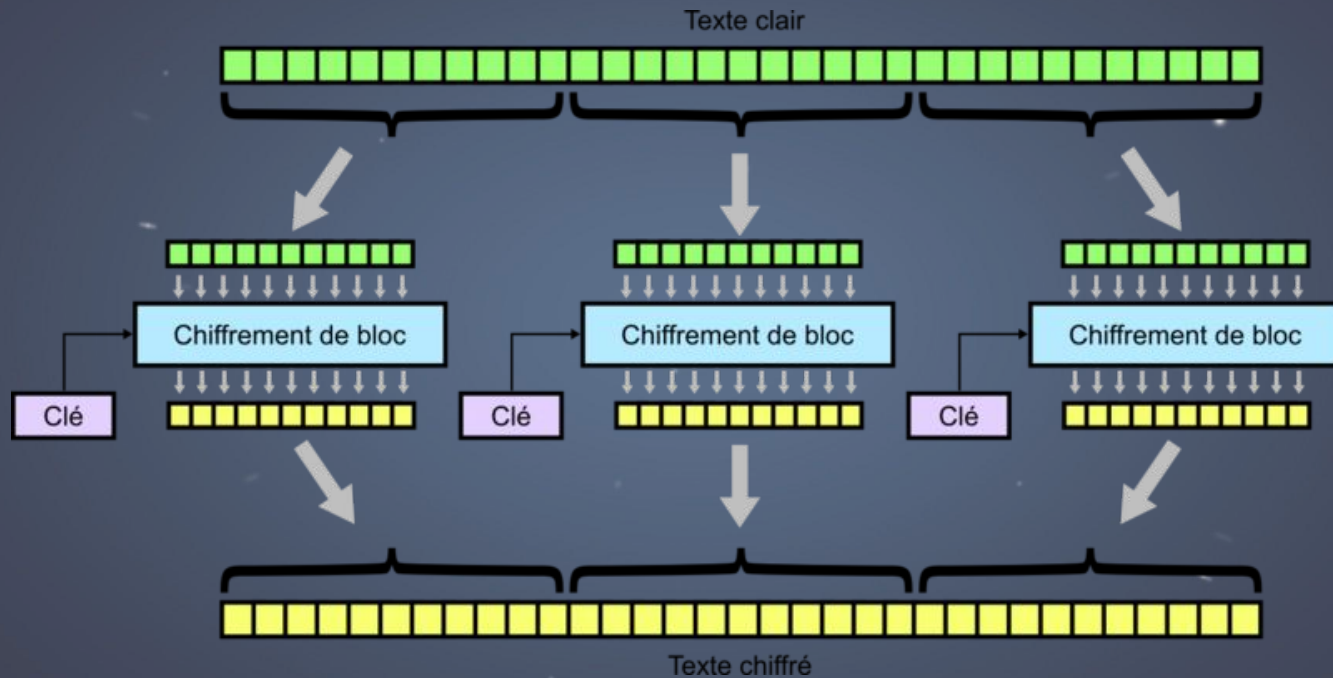 Texte clair
Chiffrement de bloc
Chiffrement de bloc
Chiffrement de bloc
Clé
Clé
Clé
Texte chiffré